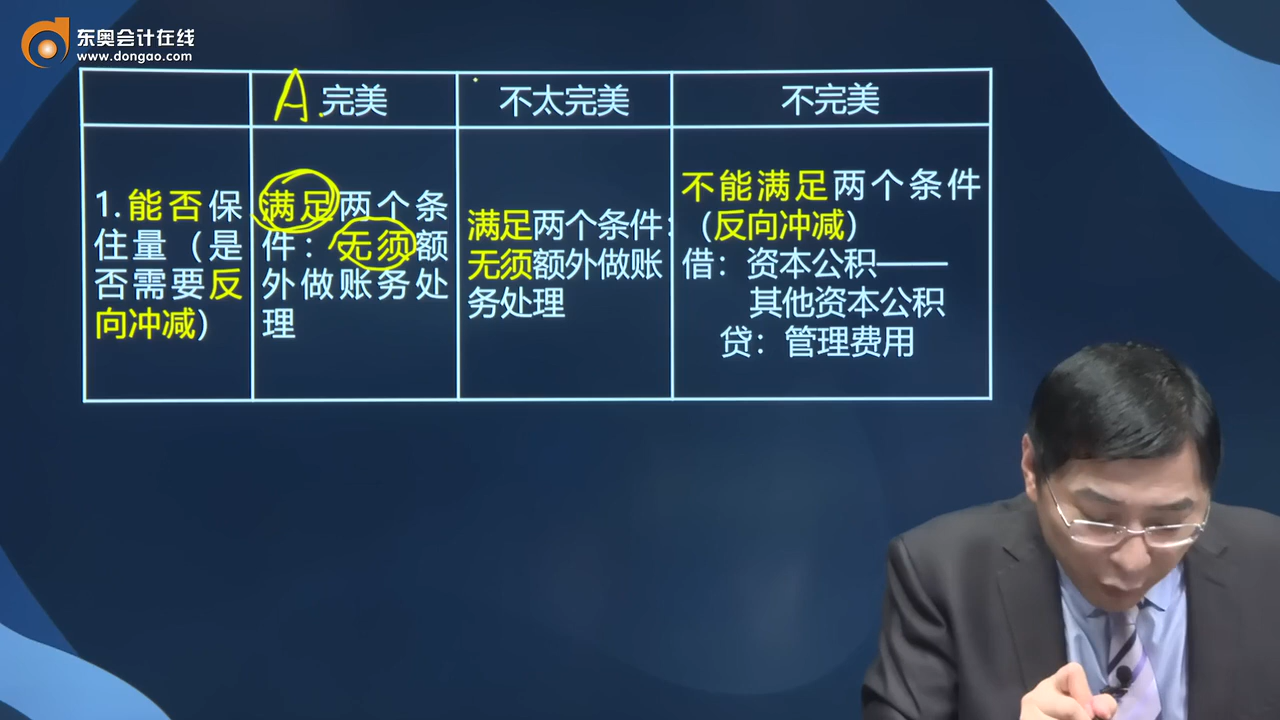 东奥会计在线
www.dongao.com
A.完美
不太完美
不完美
1.能否保
住量（是
否需要反
向冲减）
满足两个条
件：无须额
外做账务处
理
满足两个条件：
无须额外做账
务处理
不能满足两个条件
（反向冲减）
借：资本公积——
其他资本公积
贷：管理费用